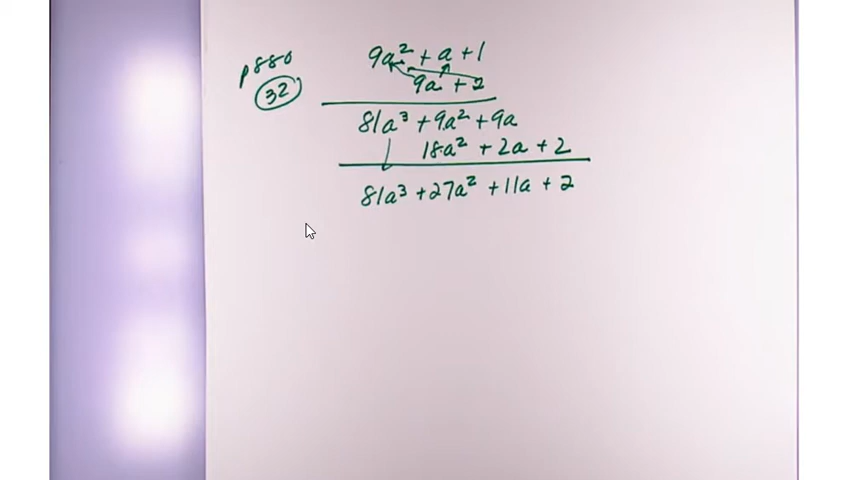 p880
32
9a² + a + 1
9a + 2
81a³ + 9a² + 9a
18a² + 2a + 2
81a³ + 27a² + 11a + 2